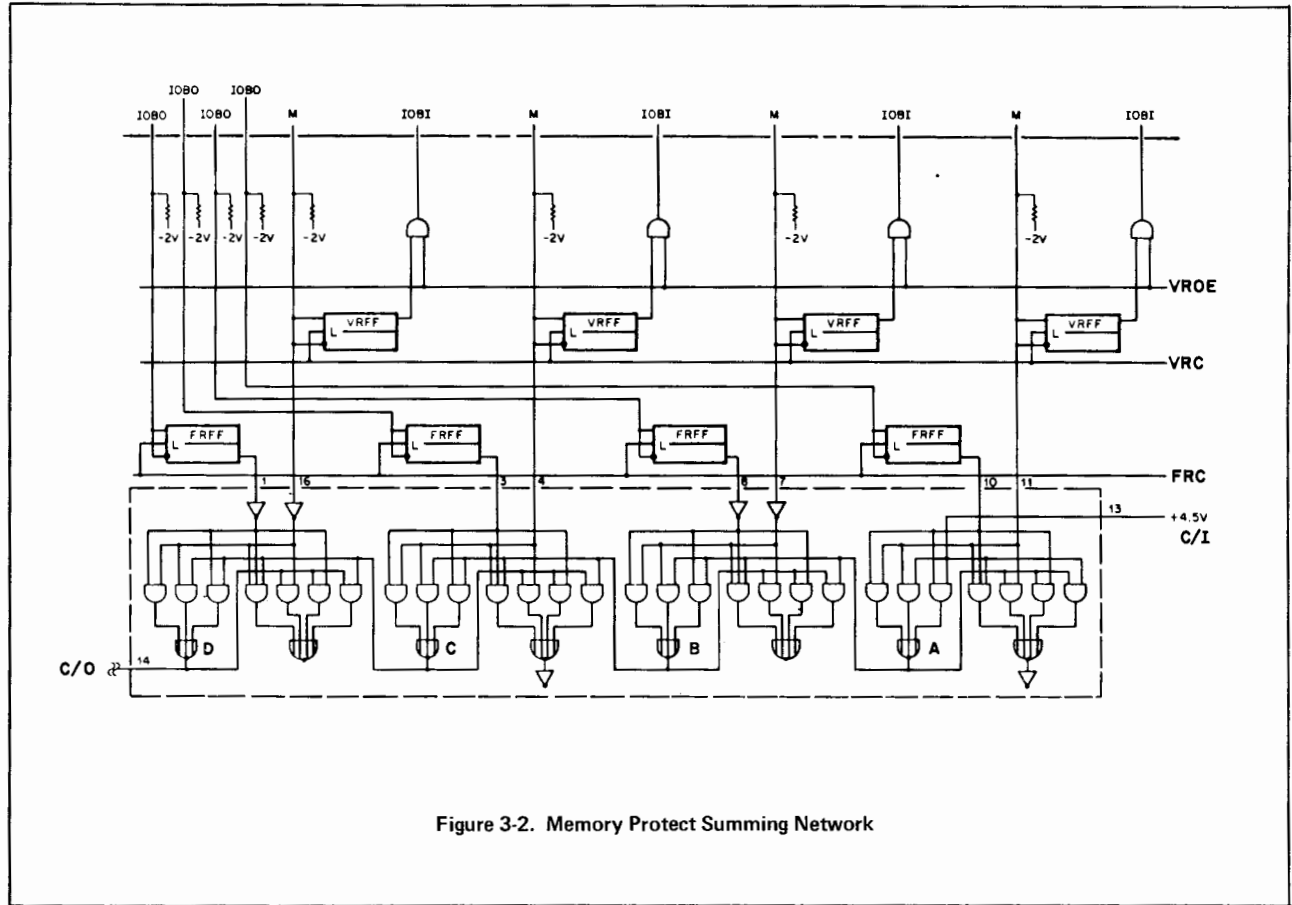 IOBO
IOBO
IOBO IOBO M IOBI M IOBI M IOBI M IOBI
-2V -2V -2V -2V -2V -2V -2V -2V
VROE
VRFF VRFF VRFF VRFF
L L L L
VRC
FRFF FRFF FRFF FRFF
L L L L
FRC
1 16 3 4 6 7 10 11
13
+4.5V
C/I
D C B A
C/O 14
Figure 3-2. Memory Protect Summing Network